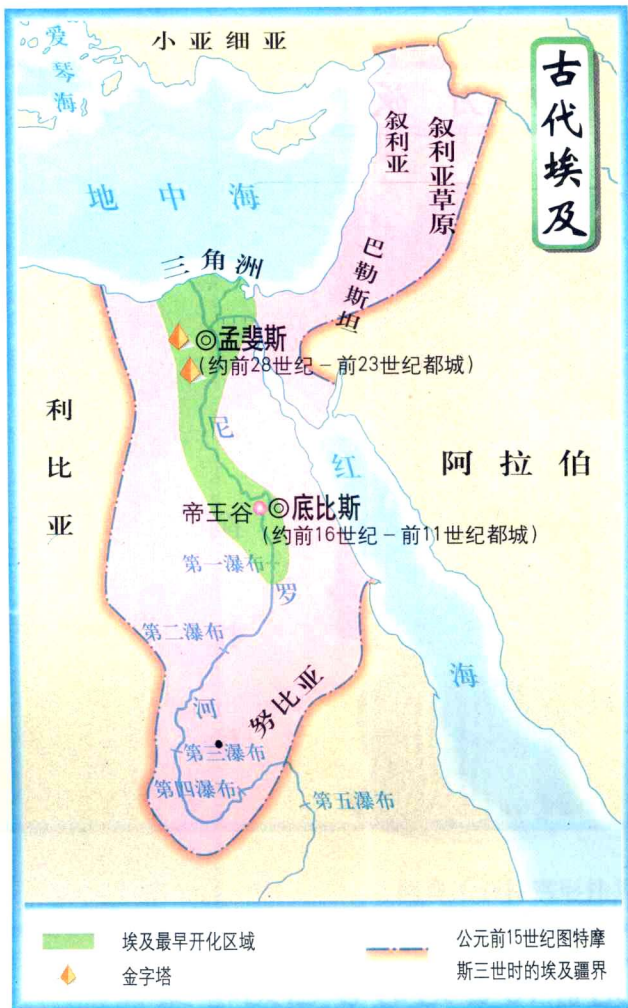 古代埃及
爱琴海
小亚细亚
叙利亚
叙利亚草原
地中海
三角洲
巴勒斯坦
◎孟斐斯
(约前28世纪－前23世纪都城)
利比亚
尼罗河
红海
阿拉伯
帝王谷
◎底比斯
(约前16世纪－前11世纪都城)
第一瀑布
第二瀑布
努比亚
第三瀑布
第四瀑布
第五瀑布
埃及最早开化区域
金字塔
公元前15世纪图特摩
斯三世时的埃及疆界